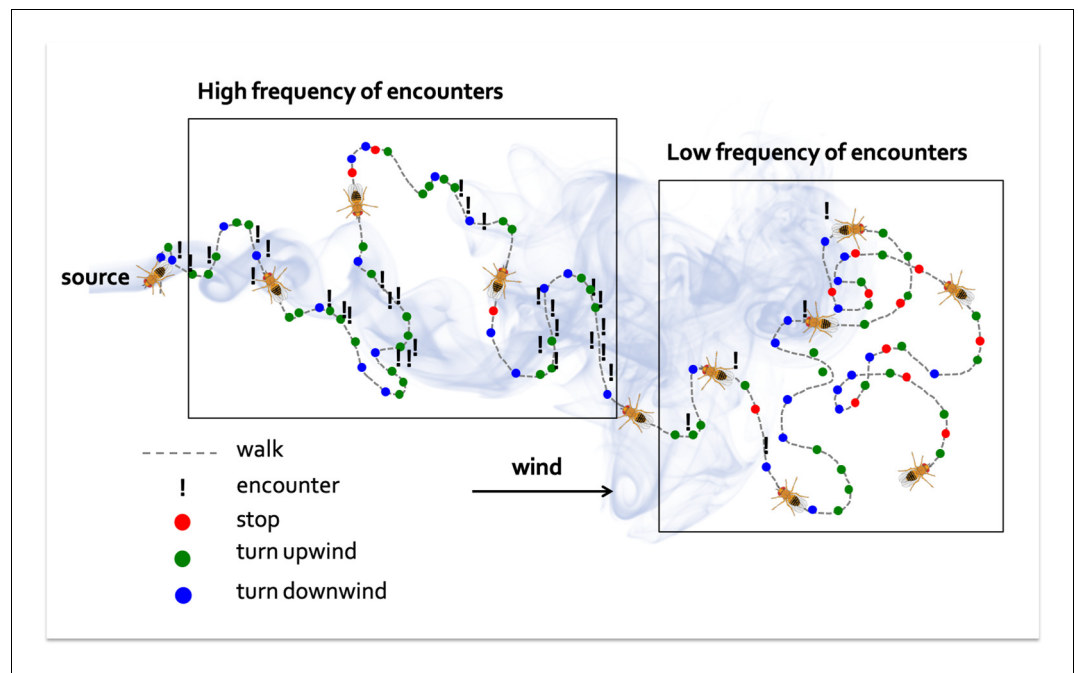 High frequency of encounters
Low frequency of encounters
source
walk
! encounter
stop
turn upwind
turn downwind
wind